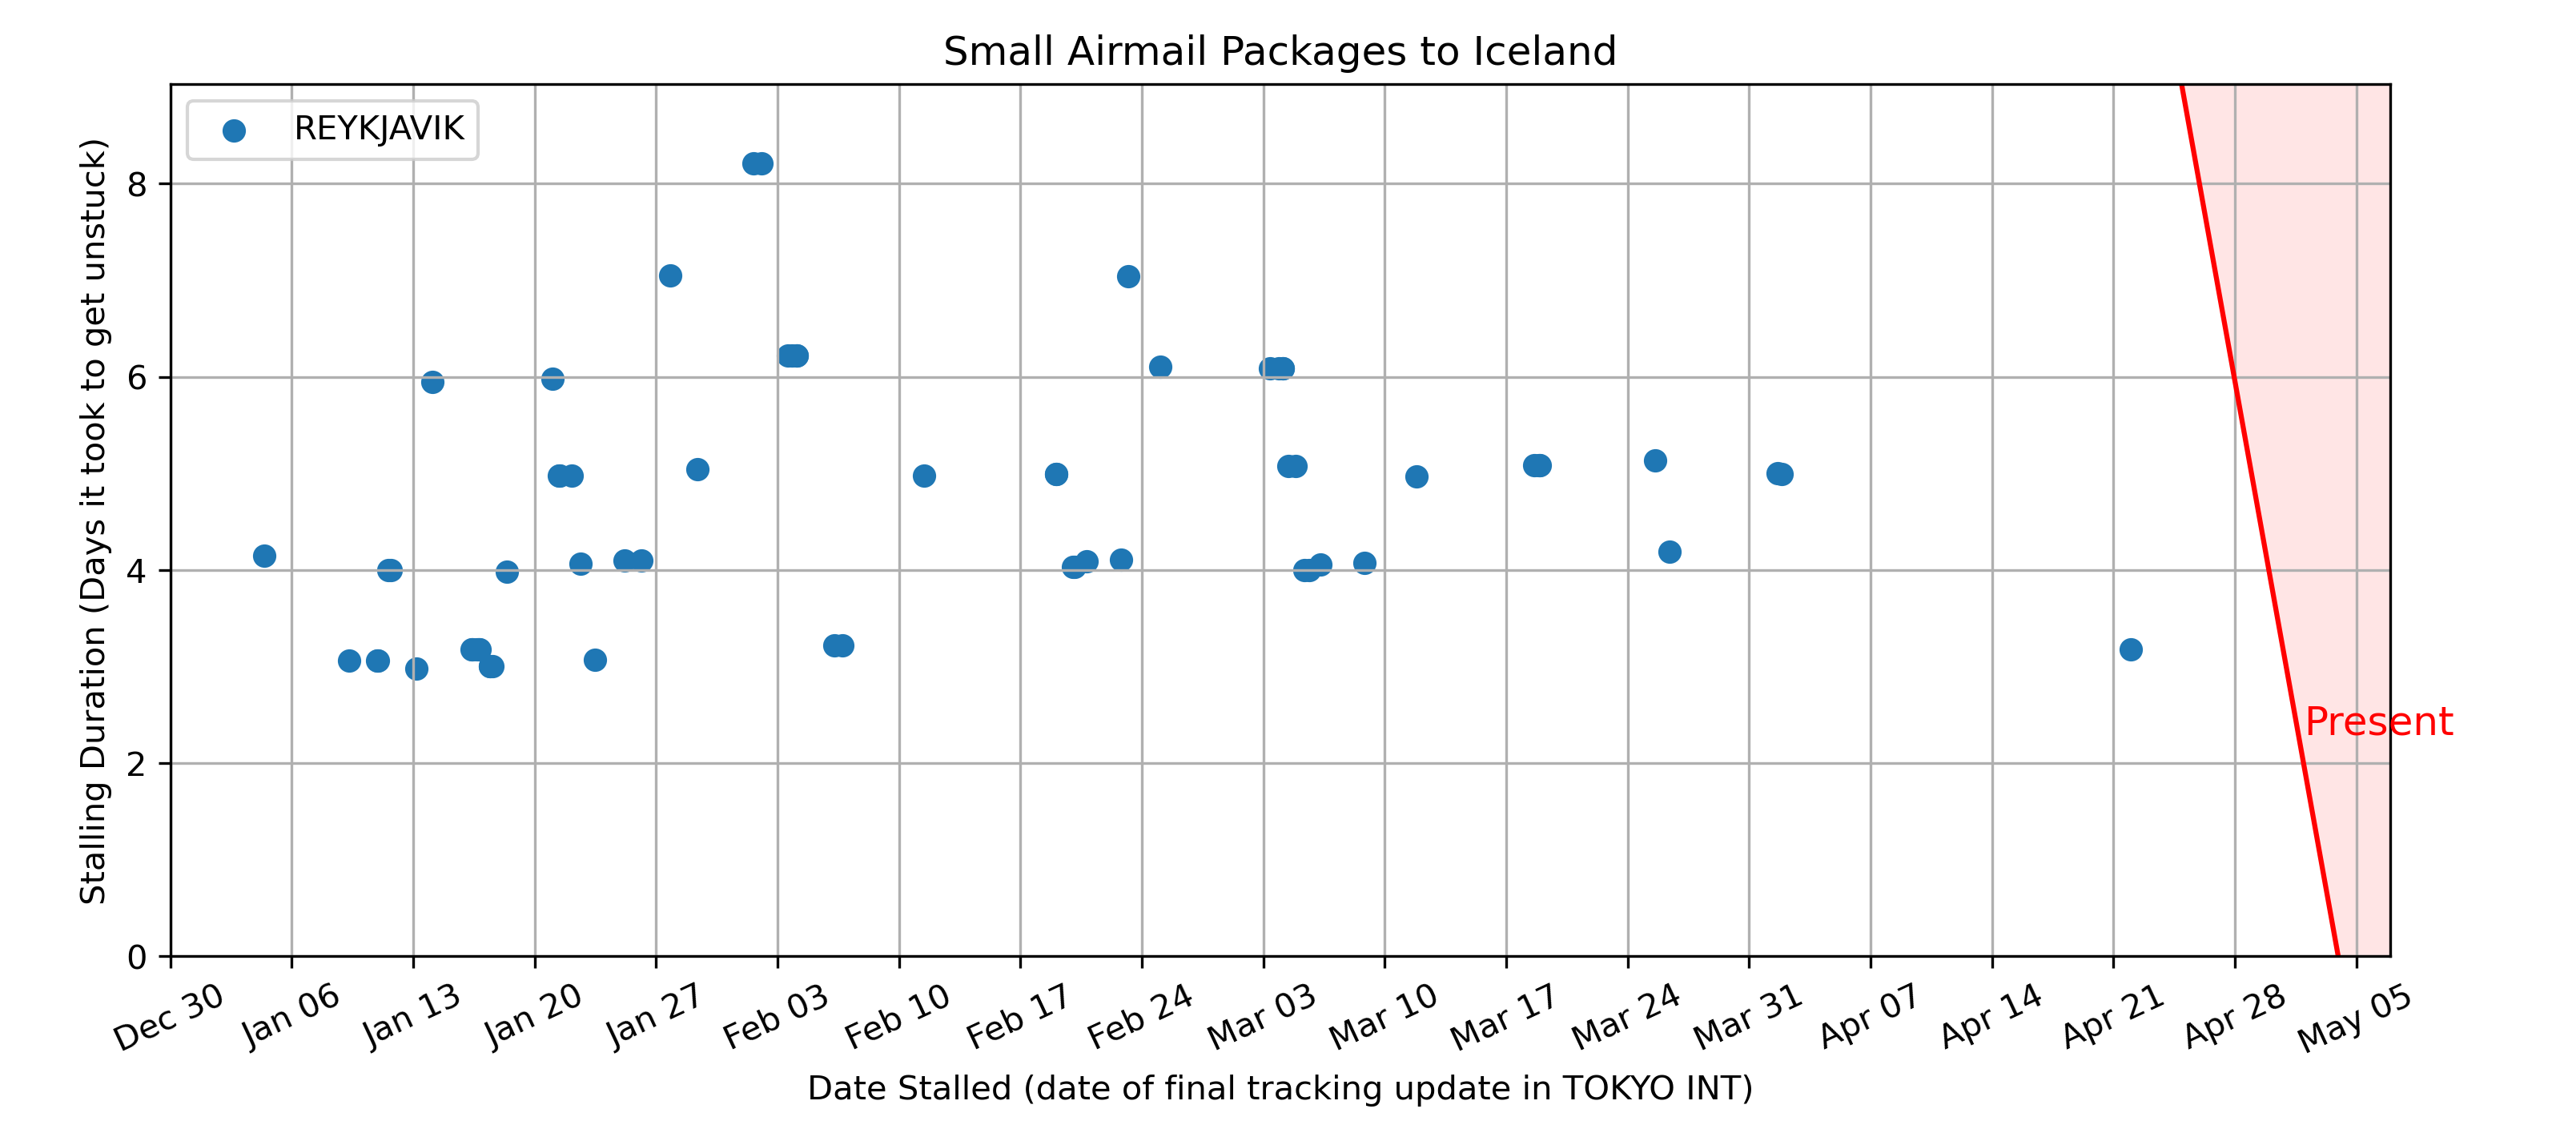 Small Airmail Packages to Iceland
REYKJAVIK
Stalling Duration (Days it took to get unstuck)
8
6
4
2
0
Present
Dec 30
Jan 06
Jan 13
Jan 20
Jan 27
Feb 03
Feb 10
Feb 17
Feb 24
Mar 03
Mar 10
Mar 17
Mar 24
Mar 31
Apr 07
Apr 14
Apr 21
Apr 28
May 05
Date Stalled (date of final tracking update in TOKYO INT)